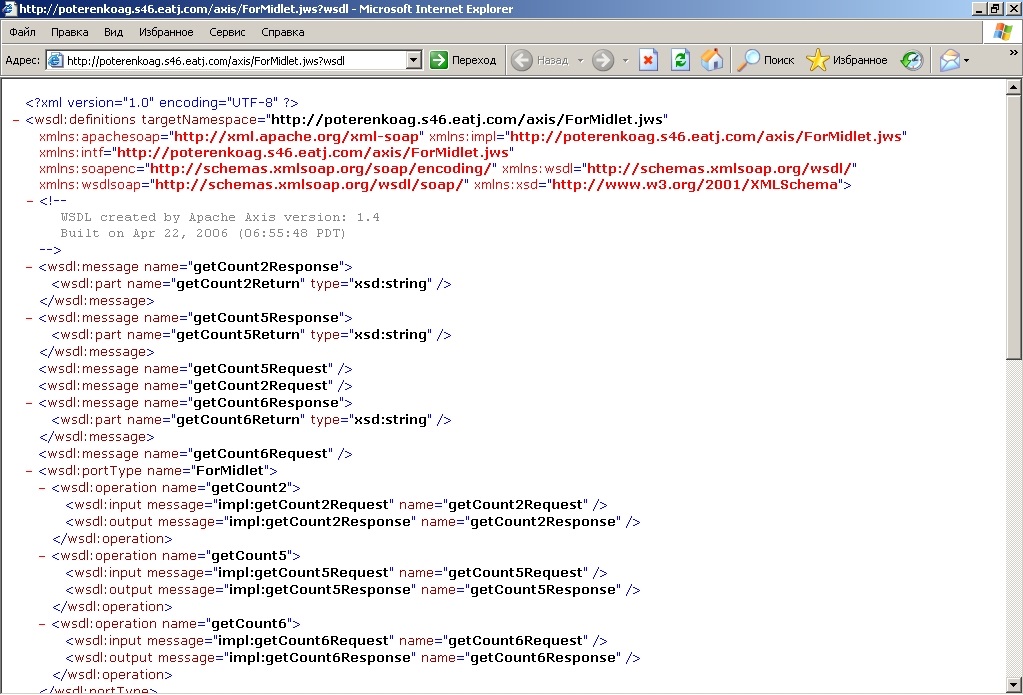 http://poterenkoag.s46.eatj.com/axis/ForMidlet.jws?wsdl - Microsoft Internet Explorer
Файл Правка Вид Избранное Сервис Справка
Адрес: http://poterenkoag.s46.eatj.com/axis/ForMidlet.jws?wsdl Переход Назад Поиск Избранное
<?xml version="1.0" encoding="UTF-8" ?>
- <wsdl:definitions targetNamespace="http://poterenkoag.s46.eatj.com/axis/ForMidlet.jws"
xmlns:apachesoap="http://xml.apache.org/xml-soap" xmlns:impl="http://poterenkoag.s46.eatj.com/axis/ForMidlet.jws"
xmlns:intf="http://poterenkoag.s46.eatj.com/axis/ForMidlet.jws"
xmlns:soapenc="http://schemas.xmlsoap.org/soap/encoding/" xmlns:wsdl="http://schemas.xmlsoap.org/wsdl/"
xmlns:wsdlsoap="http://schemas.xmlsoap.org/wsdl/soap/" xmlns:xsd="http://www.w3.org/2001/XMLSchema">
- <!--
WSDL created by Apache Axis version: 1.4
Built on Apr 22, 2006 (06:55:48 PDT)
-->
- <wsdl:message name="getCount2Response">
<wsdl:part name="getCount2Return" type="xsd:string" />
</wsdl:message>
- <wsdl:message name="getCount5Response">
<wsdl:part name="getCount5Return" type="xsd:string" />
</wsdl:message>
<wsdl:message name="getCount5Request" />
<wsdl:message name="getCount2Request" />
- <wsdl:message name="getCount6Response">
<wsdl:part name="getCount6Return" type="xsd:string" />
</wsdl:message>
<wsdl:message name="getCount6Request" />
- <wsdl:portType name="ForMidlet">
- <wsdl:operation name="getCount2">
<wsdl:input message="impl:getCount2Request" name="getCount2Request" />
<wsdl:output message="impl:getCount2Response" name="getCount2Response" />
</wsdl:operation>
- <wsdl:operation name="getCount5">
<wsdl:input message="impl:getCount5Request" name="getCount5Request" />
<wsdl:output message="impl:getCount5Response" name="getCount5Response" />
</wsdl:operation>
- <wsdl:operation name="getCount6">
<wsdl:input message="impl:getCount6Request" name="getCount6Request" />
<wsdl:output message="impl:getCount6Response" name="getCount6Response" />
</wsdl:operation>
</wsdl:portType>